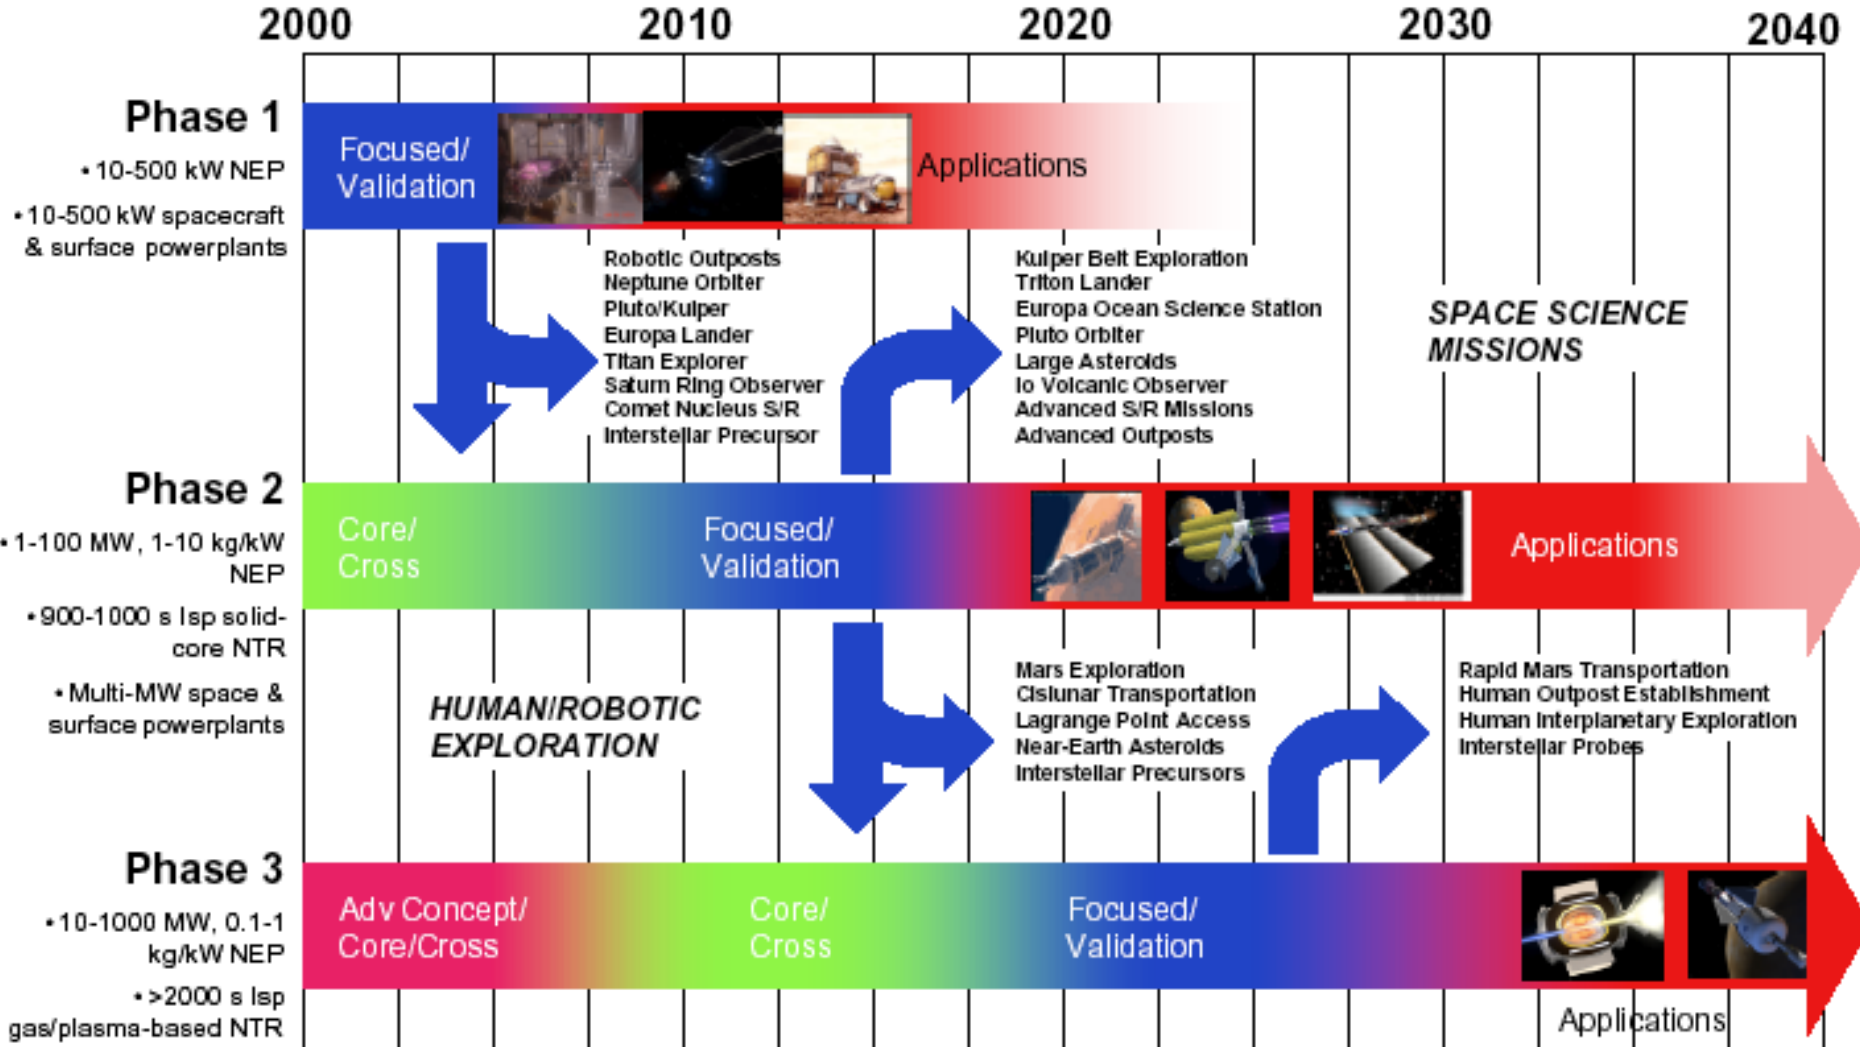 2000 2010 2020 2030 2040
Phase 1
•10-500 kW NEP
•10-500 kW spacecraft
& surface powerplants
Focused/
Validation
Applications
Robotic Outposts
Neptune Orbiter
Pluto/Kuiper
Europa Lander
Titan Explorer
Saturn Ring Observer
Comet Nucleus S/R
Interstellar Precursor
Kuiper Belt Exploration
Triton Lander
Europa Ocean Science Station
Pluto Orbiter
Large Asteroids
Io Volcanic Observer
Advanced S/R Missions
Advanced Outposts
SPACE SCIENCE
MISSIONS
Phase 2
•1-100 MW, 1-10 kg/kW
NEP
•900-1000 s Isp solid-
core NTR
•Multi-MW space &
surface powerplants
Core/
Cross
Focused/
Validation
Applications
HUMAN/ROBOTIC
EXPLORATION
Mars Exploration
Cislunar Transportation
Lagrange Point Access
Near-Earth Asteroids
Interstellar Precursors
Rapid Mars Transportation
Human Outpost Establishment
Human Interplanetary Exploration
Interstellar Probes
Phase 3
•10-1000 MW, 0.1-1
kg/kW NEP
•>2000 s Isp
gas/plasma-based NTR
Adv Concept/
Core/Cross
Core/
Cross
Focused/
Validation
Applications